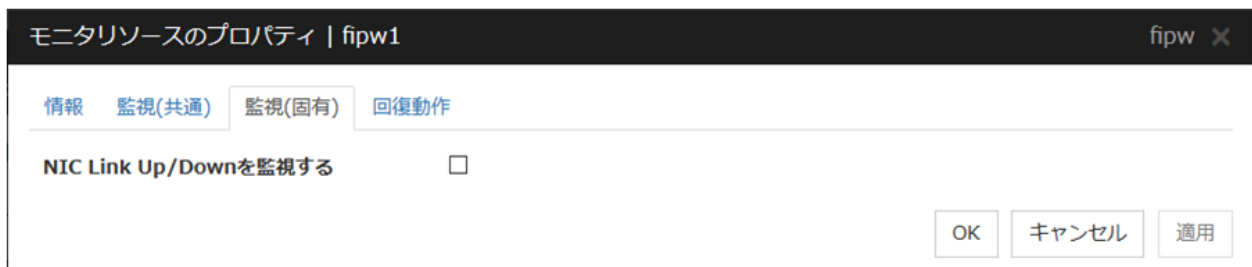 モニタリソースのプロパティ | fipw1 fipw ×
情報 監視(共通) 監視(固有) 回復動作
NIC Link Up/Downを監視する
OK キャンセル 適用